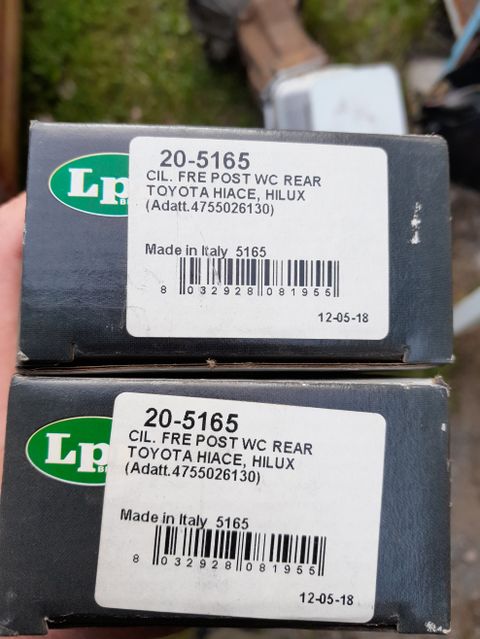 Lp
20-5165
CIL. FRE POST WC REAR
TOYOTA HIACE, HILUX
(Adatt.4755026130)
Made in Italy 5165
8 032928 081955
12-05-18
Lp
20-5165
CIL. FRE POST WC REAR
TOYOTA HIACE, HILUX
(Adatt.4755026130)
Made in Italy 5165
8 032928 081955
12-05-18